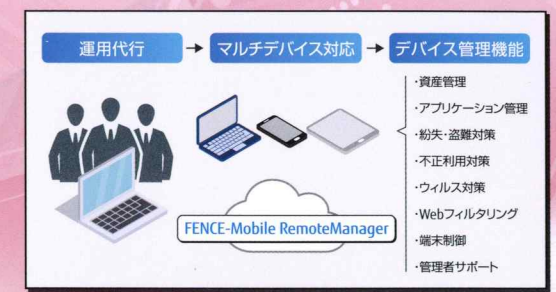 運用代行 → マルチデバイス対応 → デバイス管理機能
・資産管理
・アプリケーション管理
・紛失・盗難対策
・不正利用対策
・ウィルス対策
・Webフィルタリング
・端末制御
・管理者サポート
FENCE-Mobile RemoteManager